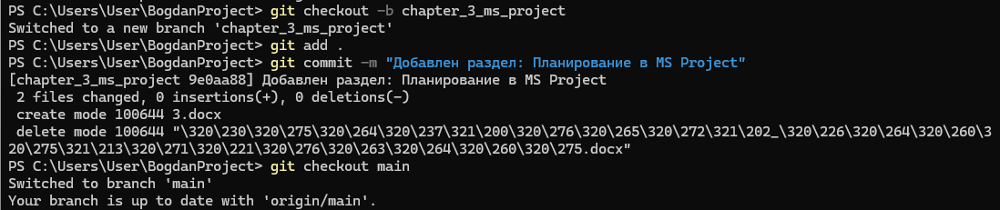 PS C:\Users\User\BogdanProject> git checkout -b chapter_3_ms_project
Switched to a new branch 'chapter_3_ms_project'
PS C:\Users\User\BogdanProject> git add .
PS C:\Users\User\BogdanProject> git commit -m "Добавлен раздел: Планирование в MS Project"
[chapter_3_ms_project 9e0aa88] Добавлен раздел: Планирование в MS Project
 2 files changed, 0 insertions(+), 0 deletions(-)
 create mode 100644 3.docx
 delete mode 100644 "\320\230\320\275\320\264\320\237\321\200\320\276\320\265\320\272\321\202_\320\226\320\264\320\260\3
20\275\321\213\320\271\320\221\320\276\320\263\320\264\320\260\320\275.docx"
PS C:\Users\User\BogdanProject> git checkout main
Switched to branch 'main'
Your branch is up to date with 'origin/main'.